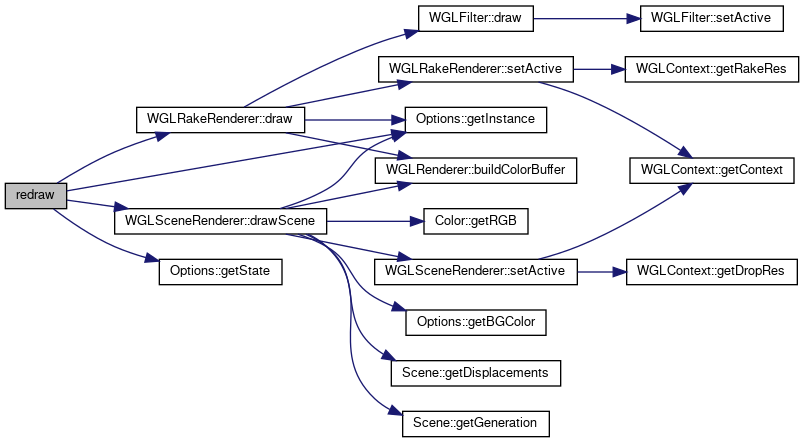 WGLFilter::draw
WGLFilter::setActive
WGLRakeRenderer::setActive
WGLContext::getRakeRes
WGLRakeRenderer::draw
Options::getInstance
WGLRenderer::buildColorBuffer
WGLContext::getContext
redraw
WGLSceneRenderer::drawScene
Color::getRGB
Options::getState
WGLSceneRenderer::setActive
WGLContext::getDropRes
Options::getBGColor
Scene::getDisplacements
Scene::getGeneration